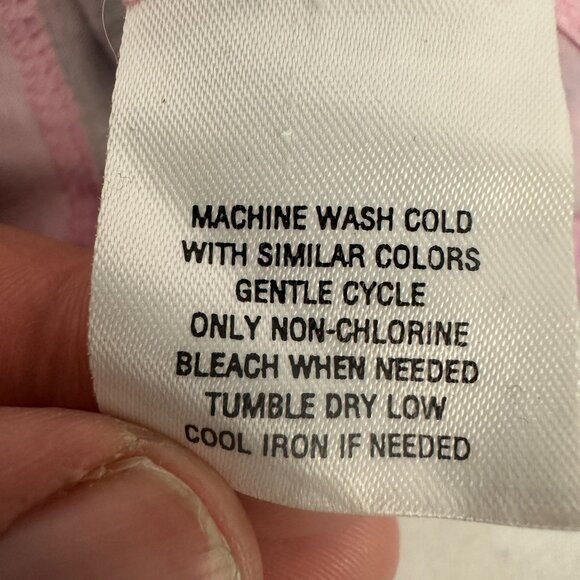 MACHINE WASH COLD
WITH SIMILAR COLORS
GENTLE CYCLE
ONLY NON-CHLORINE
BLEACH WHEN NEEDED
TUMBLE DRY LOW
COOL IRON IF NEEDED